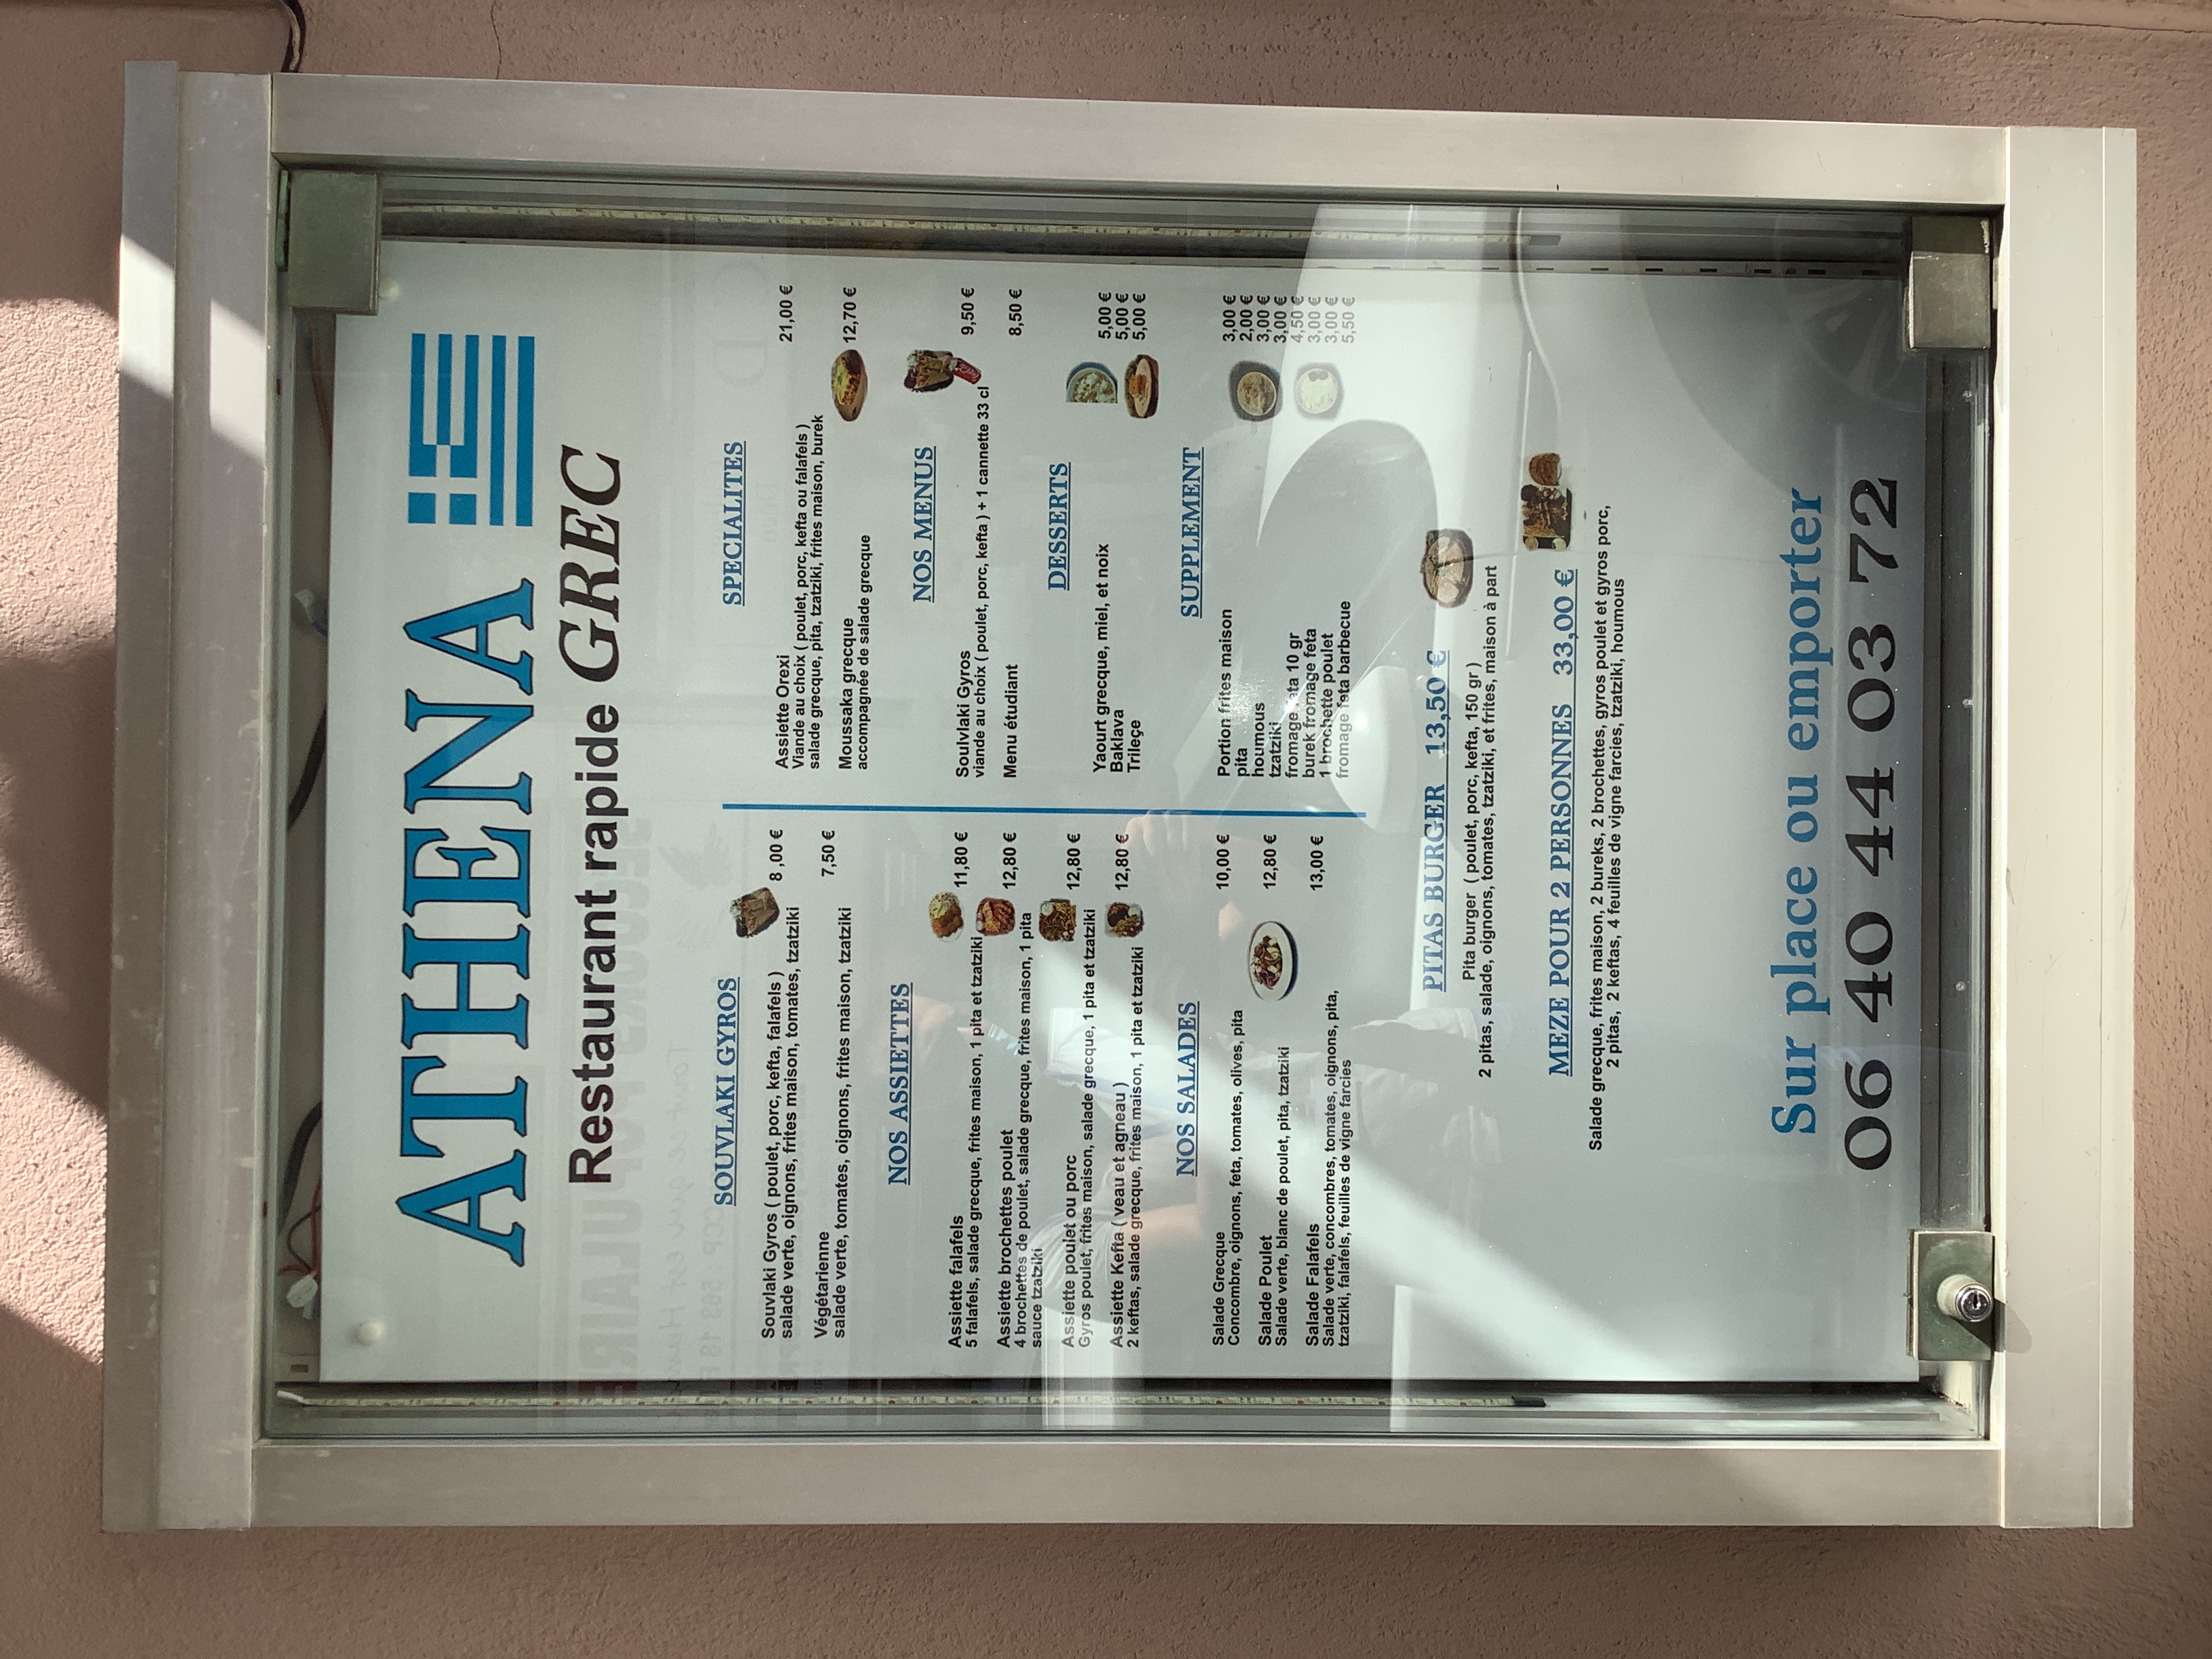 ATHENA
Restaurant rapide GREC
SOUVLAKI GYROS
Souvlaki Gyros ( poulet, porc, kefta, falafels ) 8 ,00 €
salade verte, oignons, frites maison, tomates, tzatziki
Végétarienne 7,50 €
salade verte, tomates, oignons, frites maison, tzatziki
NOS ASSIETTES
Assiette falafels 11,80 €
5 falafels, salade grecque, frites maison, 1 pita et tzatziki
Assiette brochettes poulet 12,80 €
4 brochettes de poulet, salade grecque, frites maison, 1 pita
sauce tzatziki
Assiette poulet ou porc 12,80 €
Gyros poulet, frites maison, salade grecque, 1 pita et tzatziki
Assiette Kefta ( veau et agneau ) 12,80 €
2 keftas, salade grecque, frites maison, 1 pita et tzatziki
NOS SALADES
Salade Grecque 10,00 €
Concombre, oignons, feta, tomates, olives, pita
Salade Poulet 12,80 €
Salade verte, blanc de poulet, pita, tzatziki
Salade Falafels 13,00 €
Salade verte, concombres, tomates, oignons, pita,
tzatziki, falafels, feuilles de vigne farcies
SPECIALITES
Assiette Orexi 21,00 €
Viande au choix ( poulet, porc, kefta ou falafels )
salade grecque, pita, tzatziki, frites maison, burek
Moussaka grecque 12,70 €
accompagnée de salade grecque
NOS MENUS
Soulvlaki Gyros 9,50 €
viande au choix ( poulet, porc, kefta ) + 1 cannette 33 cl
Menu étudiant 8,50 €
DESSERTS
Yaourt grecque, miel, et noix 5,00 €
Baklava 5,00 €
Trileçe 5,00 €
SUPPLEMENT
Portion frites maison 3,00 €
pita 2,00 €
houmous 3,00 €
tzatziki 3,00 €
fromage feta 10 gr 4,50 €
burek fromage feta 3,00 €
1 brochette poulet 3,00 €
fromage feta barbecue 5,50 €
PITAS BURGER 13,50 €
Pita burger ( poulet, porc, kefta, 150 gr )
2 pitas, salade, oignons, tomates, tzatziki, et frites, maison à part
MEZE POUR 2 PERSONNES 33,00 €
Salade grecque, frites maison, 2 bureks, 2 brochettes, gyros poulet et gyros porc,
2 pitas, 2 keftas, 4 feuilles de vigne farcies, tzatziki, houmous
Sur place ou emporter
06 40 44 03 72